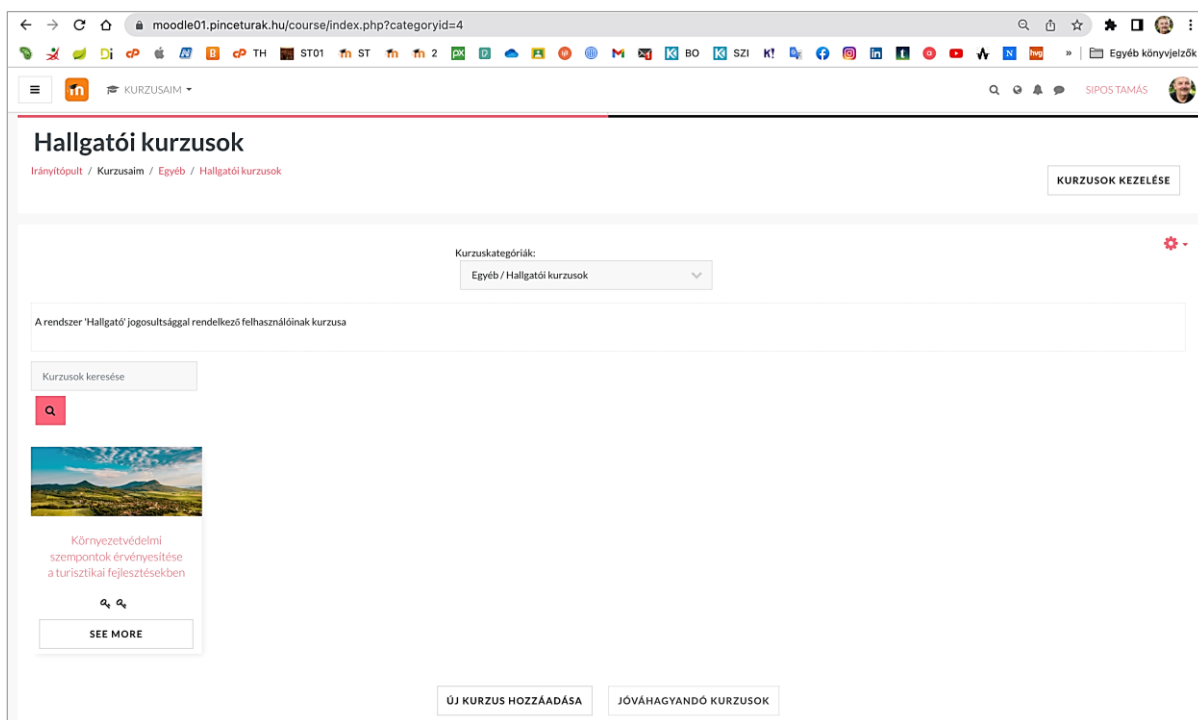 moodle01.pinceturak.hu/course/index.php?categoryid=4
TH ST01 ST 2 BO SZI K! » Egyéb könyvjelzők
KURZUSAIM SIPOS TAMÁS
Hallgatói kurzusok
Irányítópult / Kurzusaim / Egyéb / Hallgatói kurzusok
KURZUSOK KEZELÉSE
Kurzuskategóriák:
Egyéb / Hallgatói kurzusok
A rendszer 'Hallgató' jogosultsággal rendelkező felhasználóinak kurzusa
Kurzusok keresése
Környezetvédelmi
szempontok érvényesítése
a turisztikai fejlesztésekben
SEE MORE
ÚJ KURZUS HOZZÁADÁSA JÓVÁHAGYANDÓ KURZUSOK